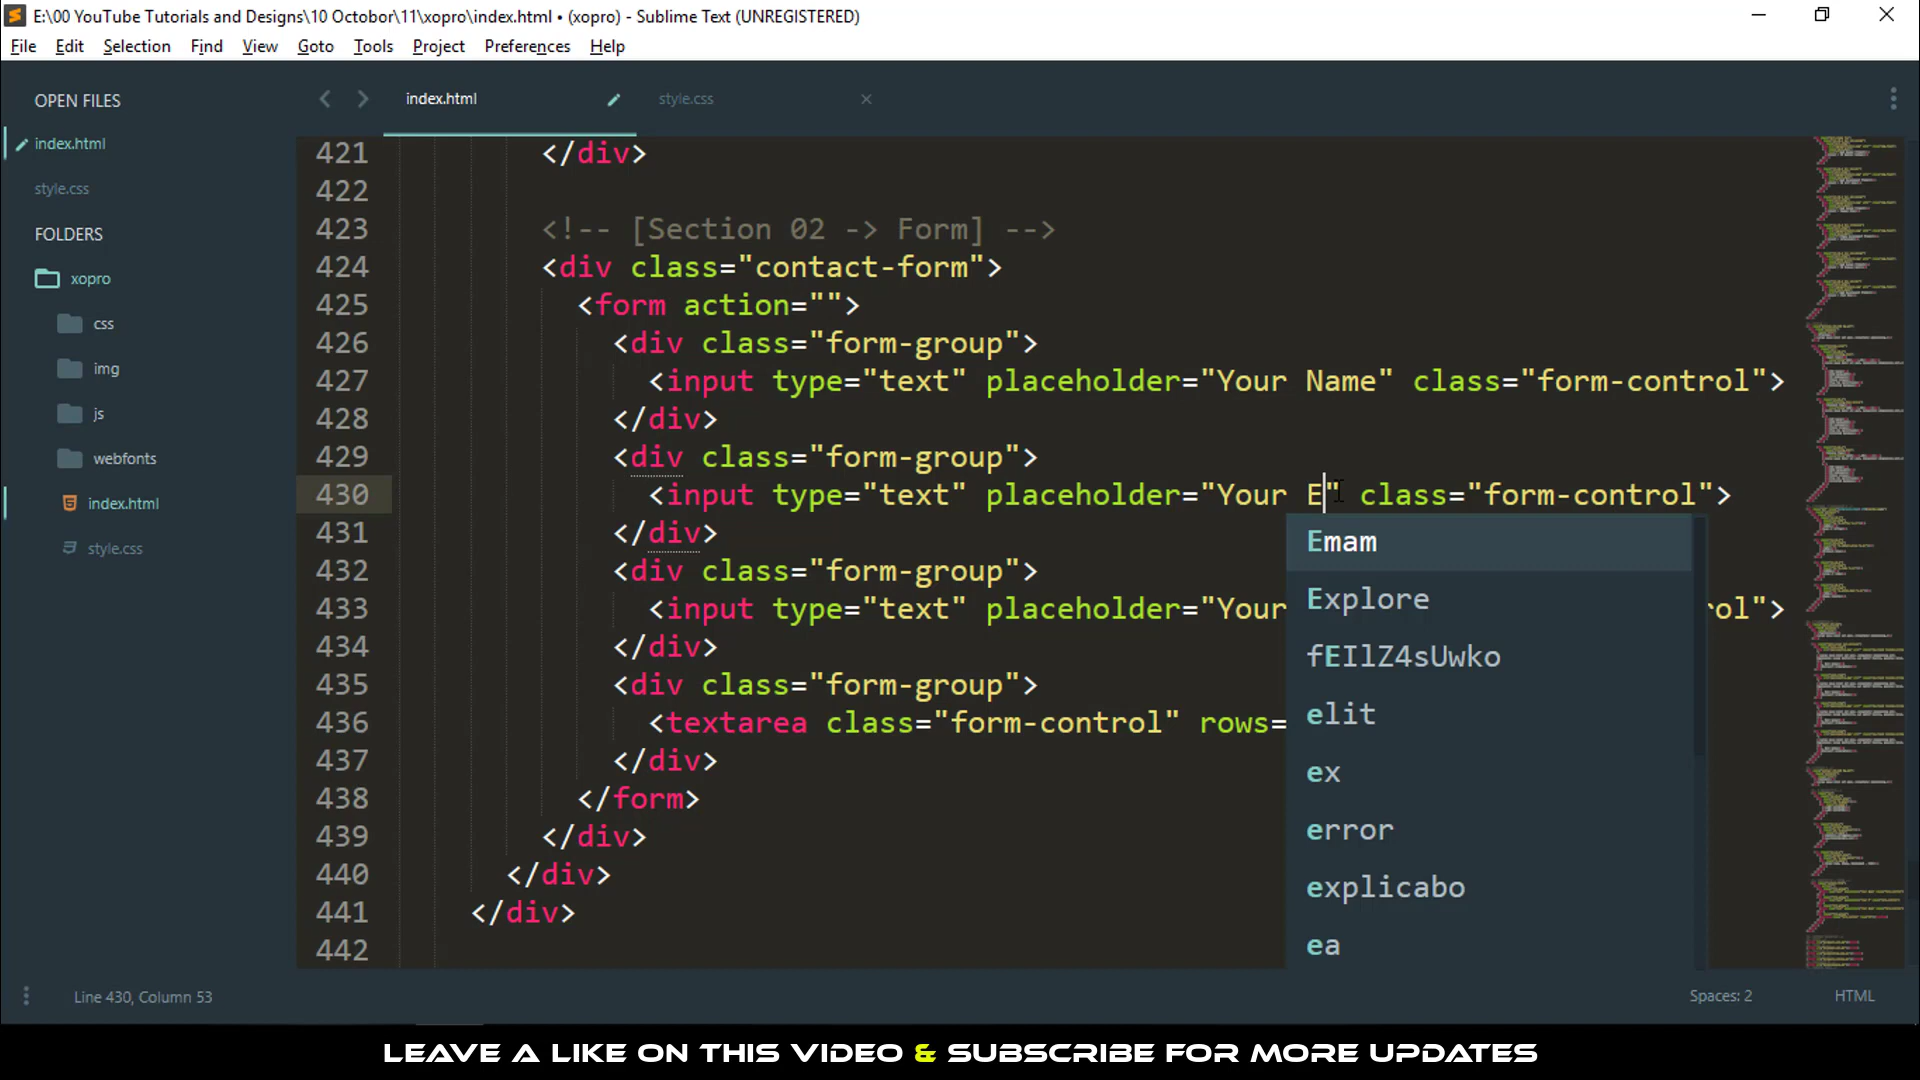 E:\00 YouTube Tutorials and Designs\10 Octobor\11\xopro\index.html • (xopro) - Sublime Text (UNREGISTERED)
File Edit Selection Find View Goto Tools Project Preferences Help
OPEN FILES
index.html
style.css
FOLDERS
xopro
css
img
js
webfonts
index.html
style.css
index.html style.css
421 </div>
422
423 <!-- [Section 02 -> Form] -->
424 <div class="contact-form">
425 <form action="">
426 <div class="form-group">
427 <input type="text" placeholder="Your Name" class="form-control">
428 </div>
429 <div class="form-group">
430 <input type="text" placeholder="Your E" class="form-control">
431 </div>
432 <div class="form-group">
433 <input type="text" placeholder="Your rol">
434 </div>
435 <div class="form-group">
436 <textarea class="form-control" rows=
437 </div>
438 </form>
439 </div>
440 </div>
441 </div>
442
Emam
Explore
fEIlZ4sUwko
elit
ex
error
explicabo
ea
Line 430, Column 53 Spaces: 2 HTML
LEAVE A LIKE ON THIS VIDEO & SUBSCRIBE FOR MORE UPDATES